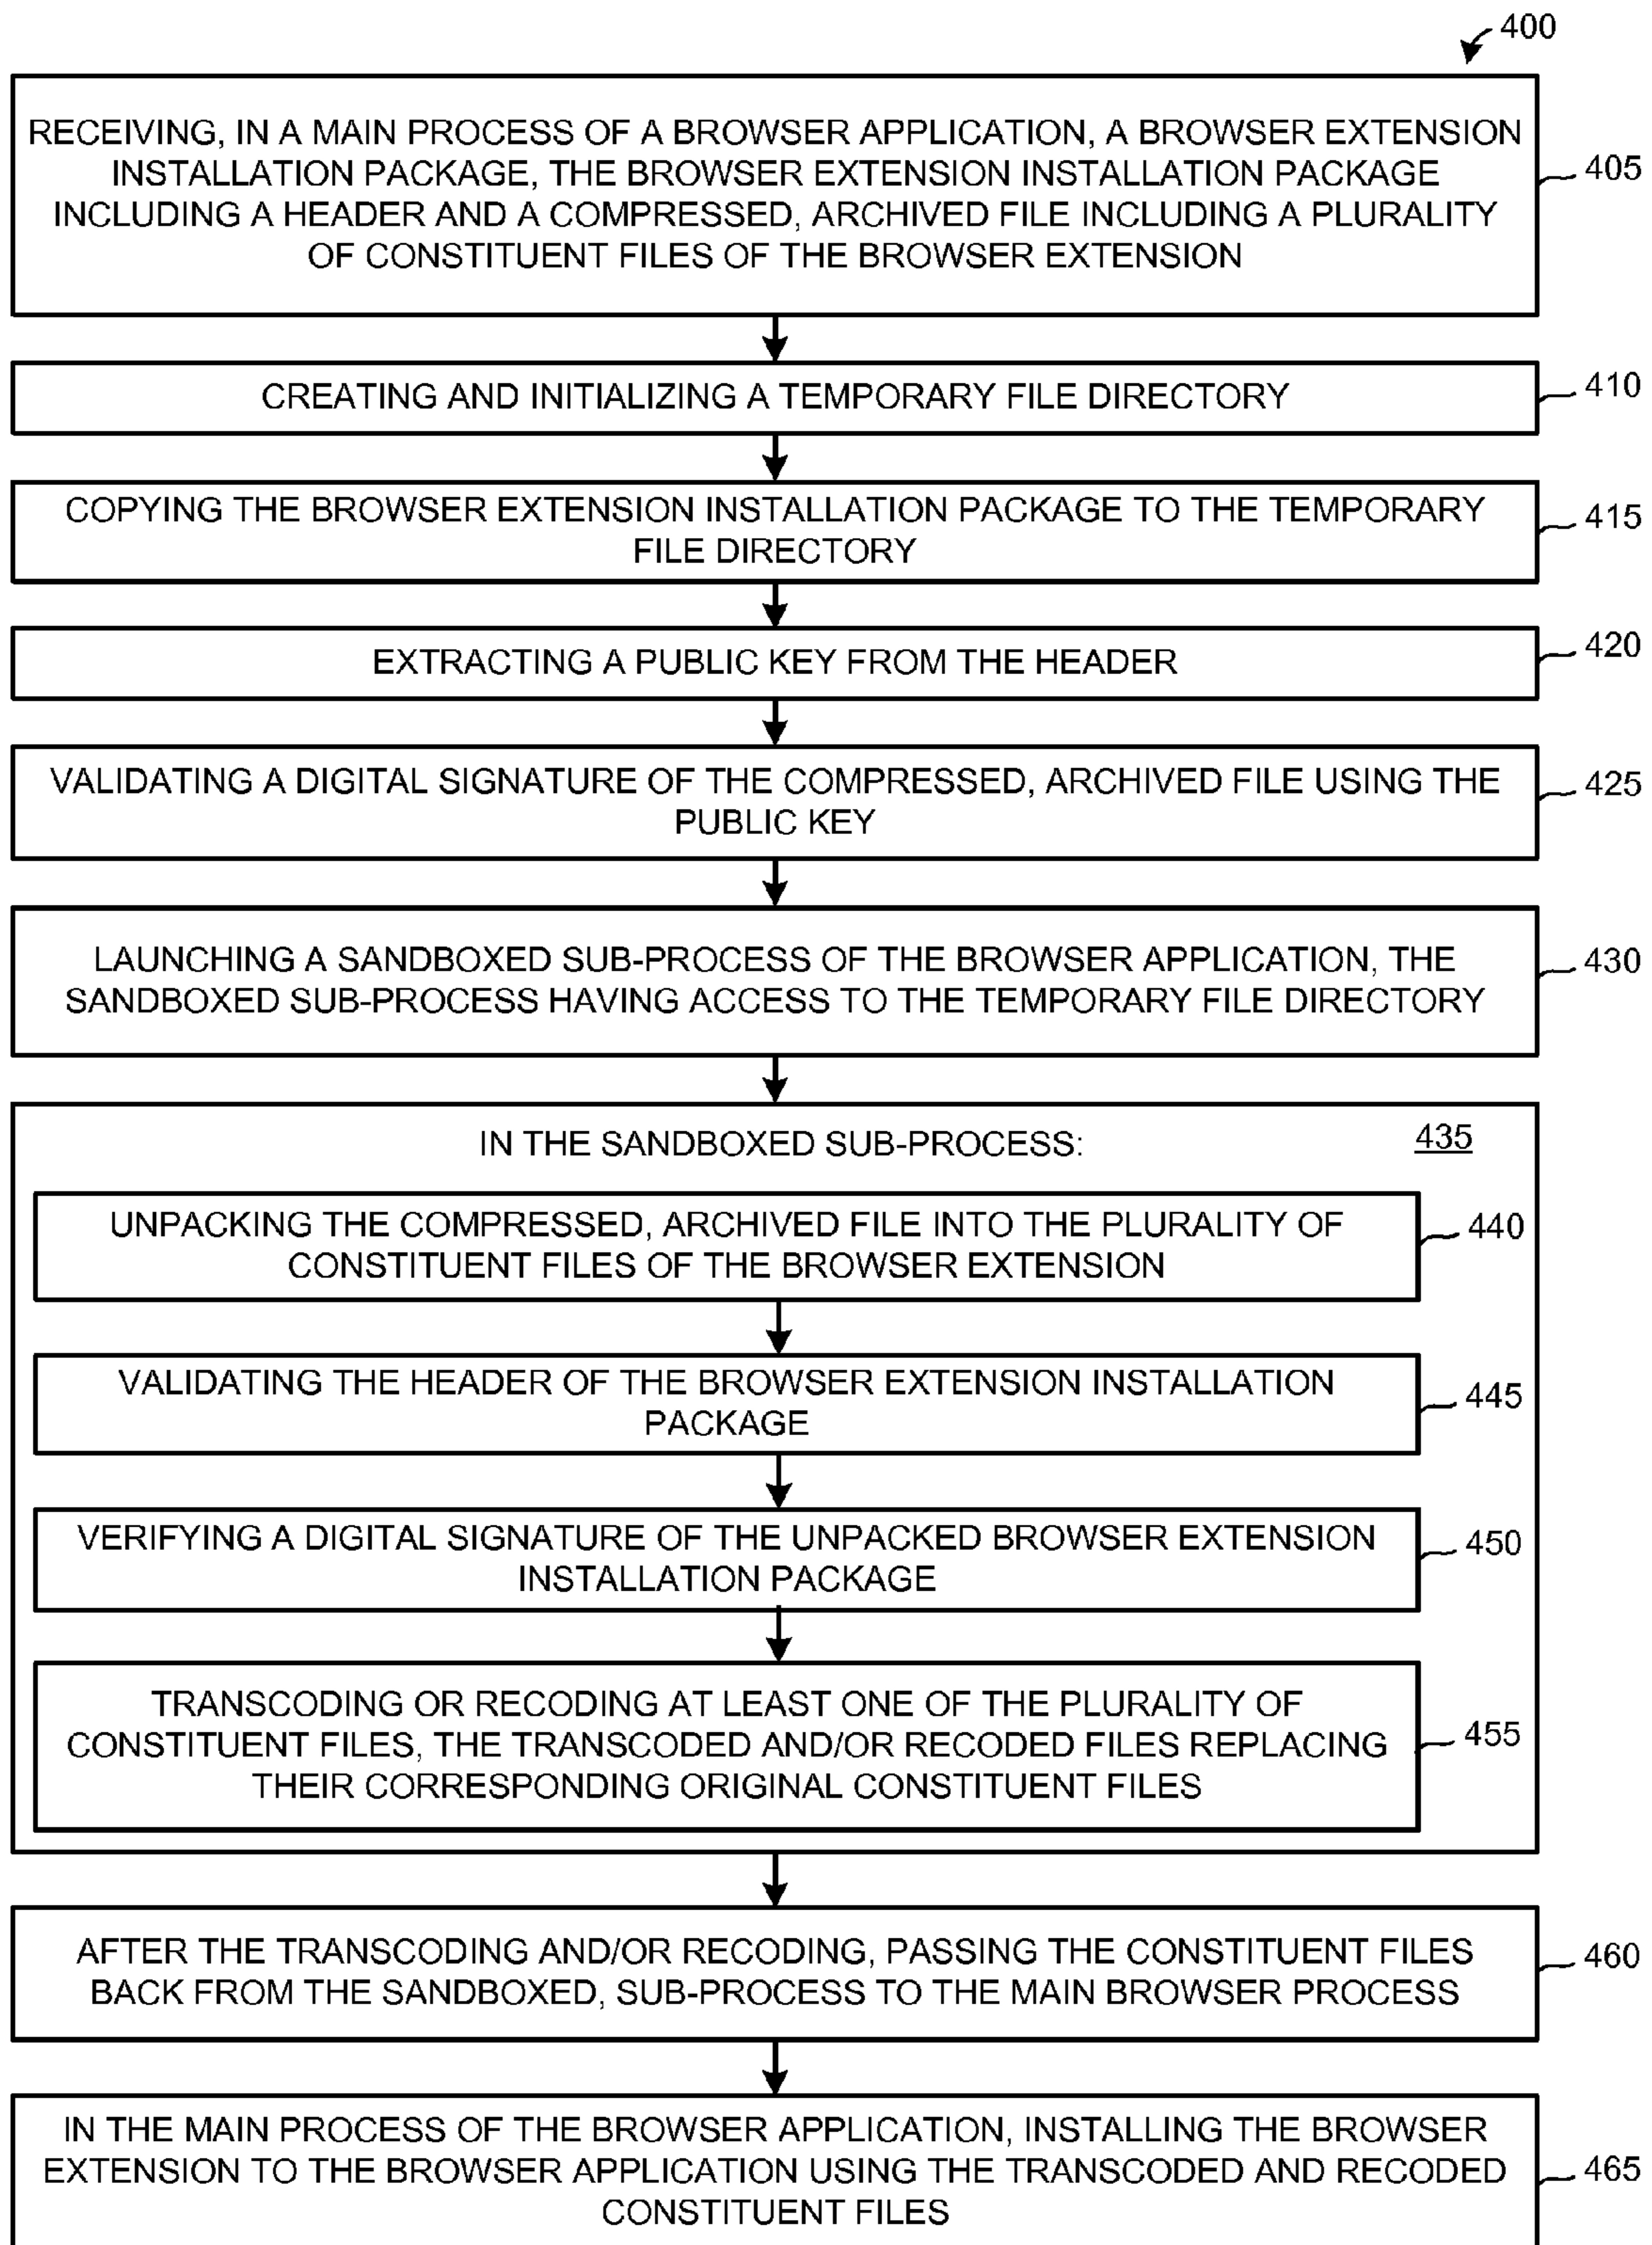 400
RECEIVING, IN A MAIN PROCESS OF A BROWSER APPLICATION, A BROWSER EXTENSION
INSTALLATION PACKAGE, THE BROWSER EXTENSION INSTALLATION PACKAGE
INCLUDING A HEADER AND A COMPRESSED, ARCHIVED FILE INCLUDING A PLURALITY
OF CONSTITUENT FILES OF THE BROWSER EXTENSION
405
CREATING AND INITIALIZING A TEMPORARY FILE DIRECTORY
410
COPYING THE BROWSER EXTENSION INSTALLATION PACKAGE TO THE TEMPORARY
FILE DIRECTORY
415
EXTRACTING A PUBLIC KEY FROM THE HEADER
420
VALIDATING A DIGITAL SIGNATURE OF THE COMPRESSED, ARCHIVED FILE USING THE
PUBLIC KEY
425
LAUNCHING A SANDBOXED SUB-PROCESS OF THE BROWSER APPLICATION, THE
SANDBOXED SUB-PROCESS HAVING ACCESS TO THE TEMPORARY FILE DIRECTORY
430
IN THE SANDBOXED SUB-PROCESS:
435
UNPACKING THE COMPRESSED, ARCHIVED FILE INTO THE PLURALITY OF
CONSTITUENT FILES OF THE BROWSER EXTENSION
440
VALIDATING THE HEADER OF THE BROWSER EXTENSION INSTALLATION
PACKAGE
445
VERIFYING A DIGITAL SIGNATURE OF THE UNPACKED BROWSER EXTENSION
INSTALLATION PACKAGE
450
TRANSCODING OR RECODING AT LEAST ONE OF THE PLURALITY OF
CONSTITUENT FILES, THE TRANSCODED AND/OR RECODED FILES REPLACING
THEIR CORRESPONDING ORIGINAL CONSTITUENT FILES
455
AFTER THE TRANSCODING AND/OR RECODING, PASSING THE CONSTITUENT FILES
BACK FROM THE SANDBOXED, SUB-PROCESS TO THE MAIN BROWSER PROCESS
460
IN THE MAIN PROCESS OF THE BROWSER APPLICATION, INSTALLING THE BROWSER
EXTENSION TO THE BROWSER APPLICATION USING THE TRANSCODED AND RECODED
CONSTITUENT FILES
465